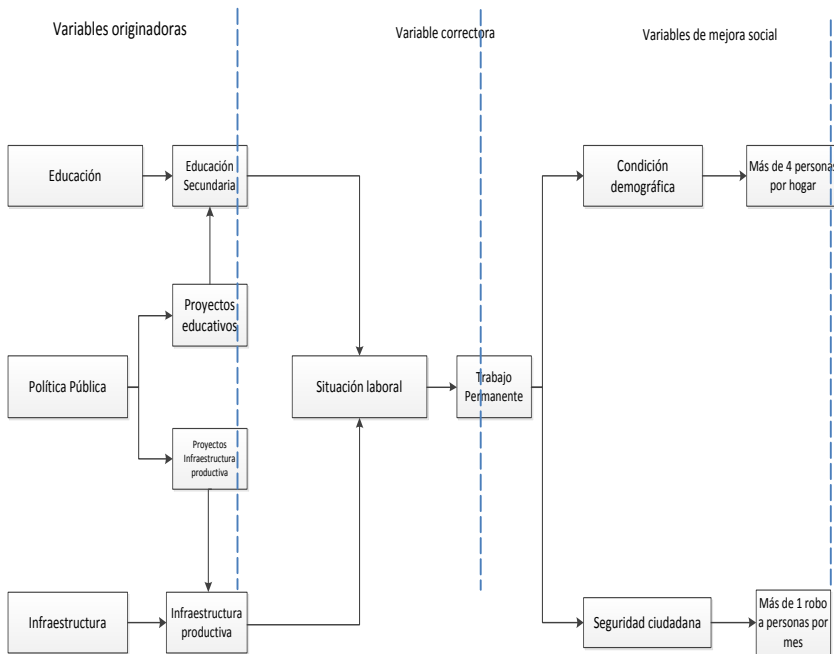 Variables originadoras
Variable correctora
Variables de mejora social
Educación
Educación
Secundaria
Condición
demográfica
Más de 4 personas
por hogar
Proyectos
educativos
Política Pública
Situación laboral
Trabajo
Permanente
Proyectos
Infraestructura
productiva
Infraestructura
Infraestructura
productiva
Seguridad ciudadana
Más de 1 robo
a personas por
mes